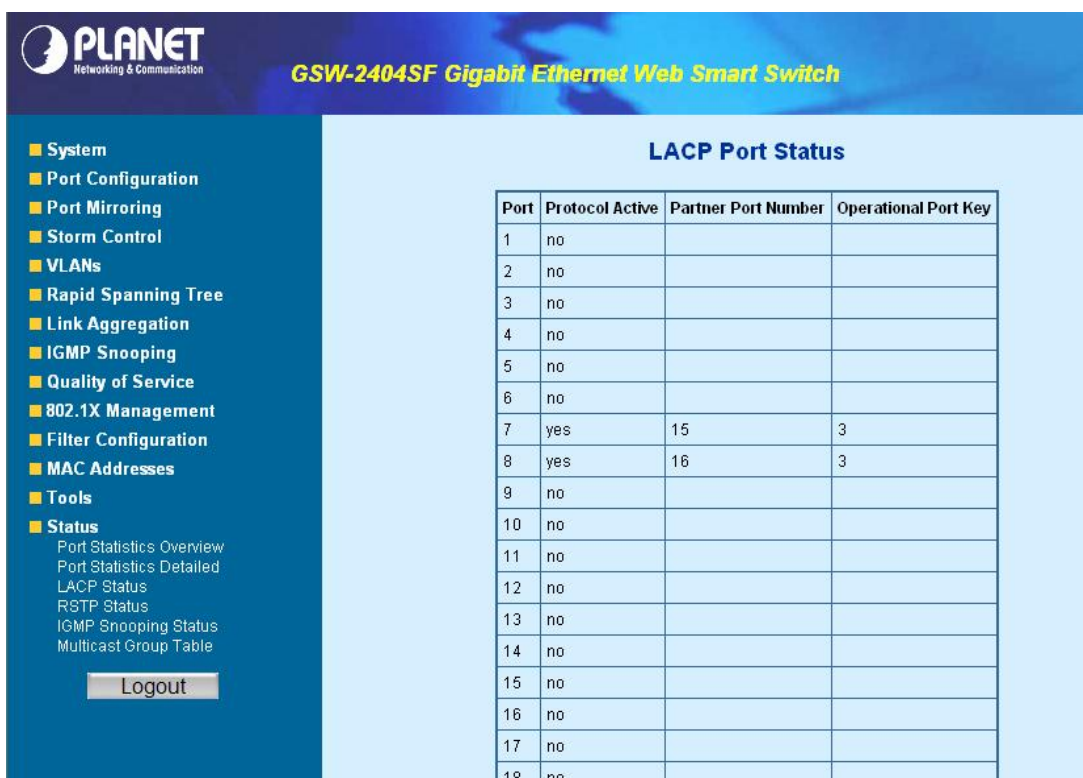 PLANET
Networking & Communication
GSW-2404SF Gigabit Ethernet Web Smart Switch
System
Port Configuration
Port Mirroring
Storm Control
VLANs
Rapid Spanning Tree
Link Aggregation
IGMP Snooping
Quality of Service
802.1X Management
Filter Configuration
MAC Addresses
Tools
Status
Port Statistics Overview
Port Statistics Detailed
LACP Status
RSTP Status
IGMP Snooping Status
Multicast Group Table
Logout
LACP Port Status
Port Protocol Active Partner Port Number Operational Port Key
1 no
2 no
3 no
4 no
5 no
6 no
7 yes 15 3
8 yes 16 3
9 no
10 no
11 no
12 no
13 no
14 no
15 no
16 no
17 no
18 no